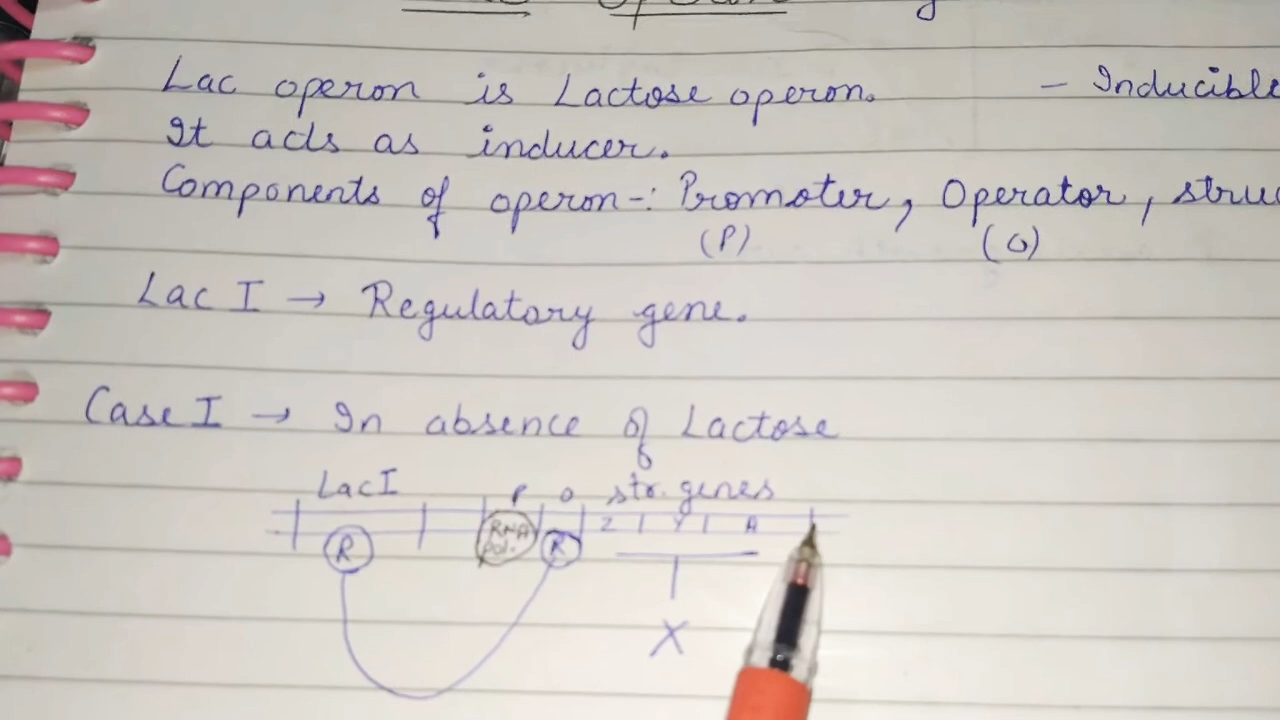 Lac operon is Lactose operon. - Inducible
It acts as inducer.
Components of operon-: Promoter, Operator, struc
(P) (O)
Lac I → Regulatory gene.
Case I → In absence of Lactose
LacI P O str. genes
RNA pol. Z Y A
R R
X